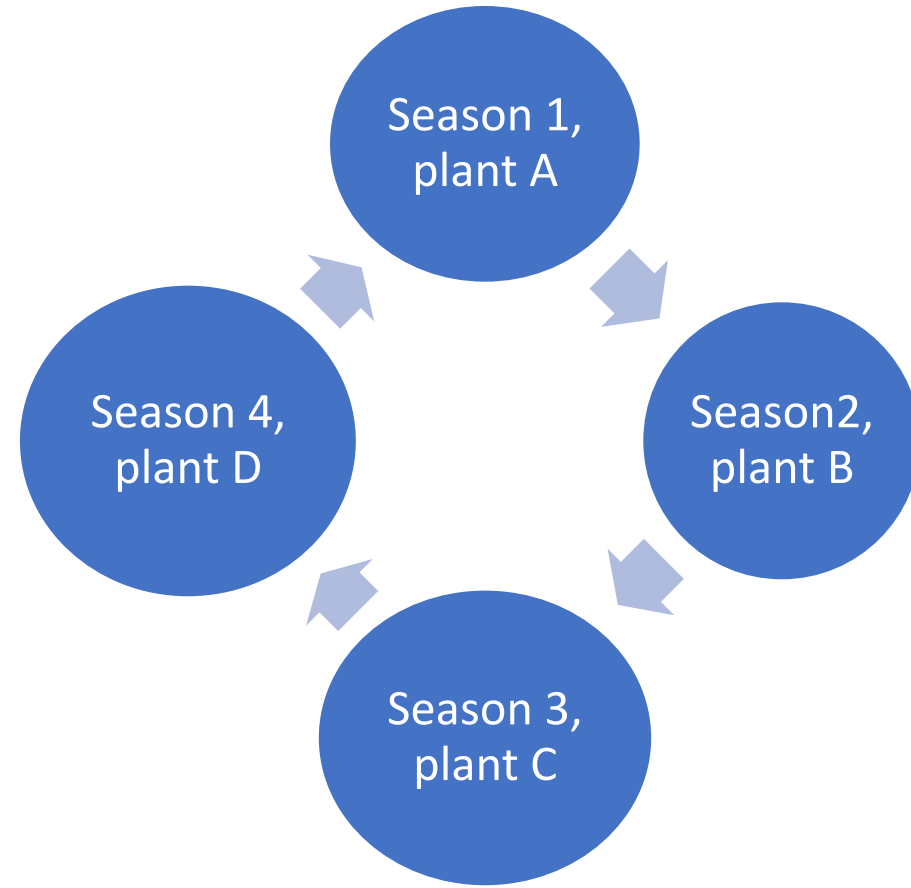 Season 1,
plant A
Season2,
plant B
Season 3,
plant C
Season 4,
plant D